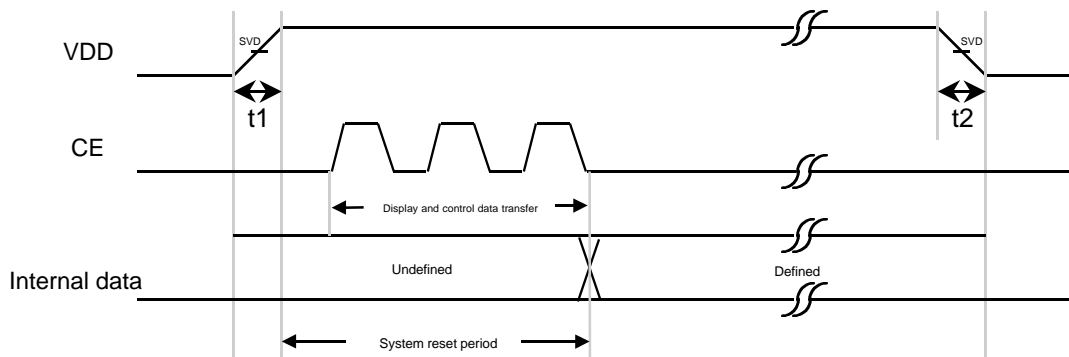 VDD
SVD
SVD
t1
t2
CE
Display and control data transfer
Internal data
Undefined
Defined
System reset period